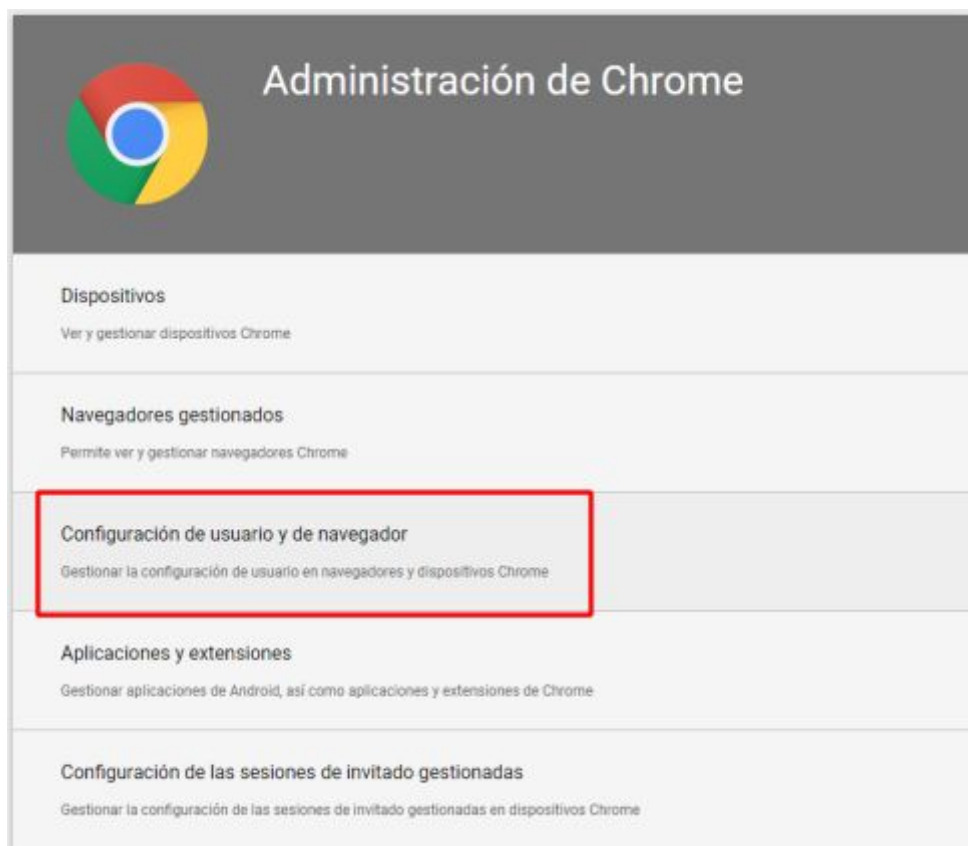 Administración de Chrome
Dispositivos
Ver y gestionar dispositivos Chrome
Navegadores gestionados
Permite ver y gestionar navegadores Chrome
Configuración de usuario y de navegador
Gestionar la configuración de usuario en navegadores y dispositivos Chrome
Aplicaciones y extensiones
Gestionar aplicaciones de Android, así como aplicaciones y extensiones de Chrome
Configuración de las sesiones de invitado gestionadas
Gestionar la configuración de las sesiones de invitado gestionadas en dispositivos Chrome